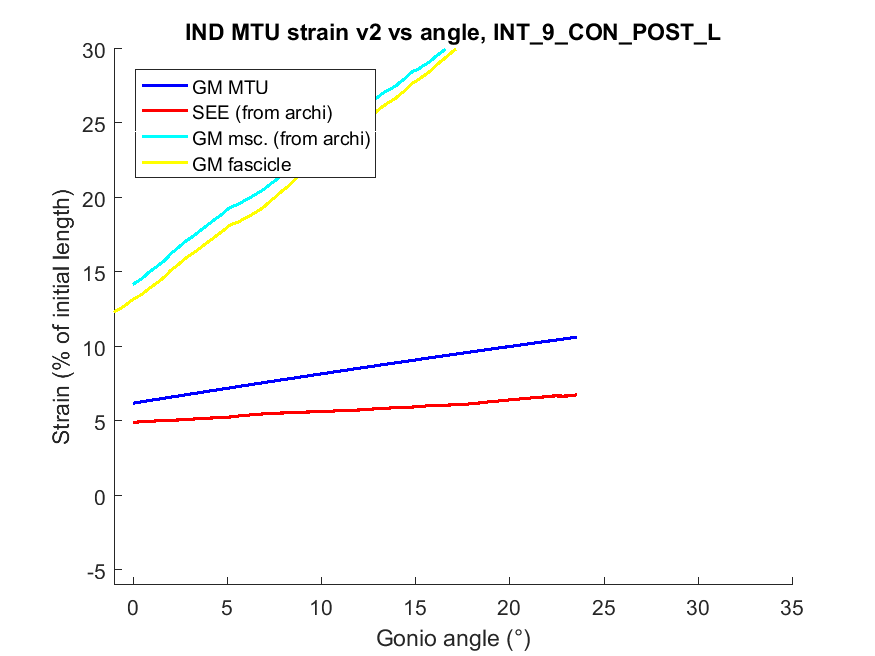 IND MTU strain v2 vs angle, INT_9_CON_POST_L
30
25
20
15
10
5
0
-5
Strain (% of initial length)
GM MTU
SEE (from archi)
GM msc. (from archi)
GM fascicle
0 5 10 15 20 25 30 35
Gonio angle (°)